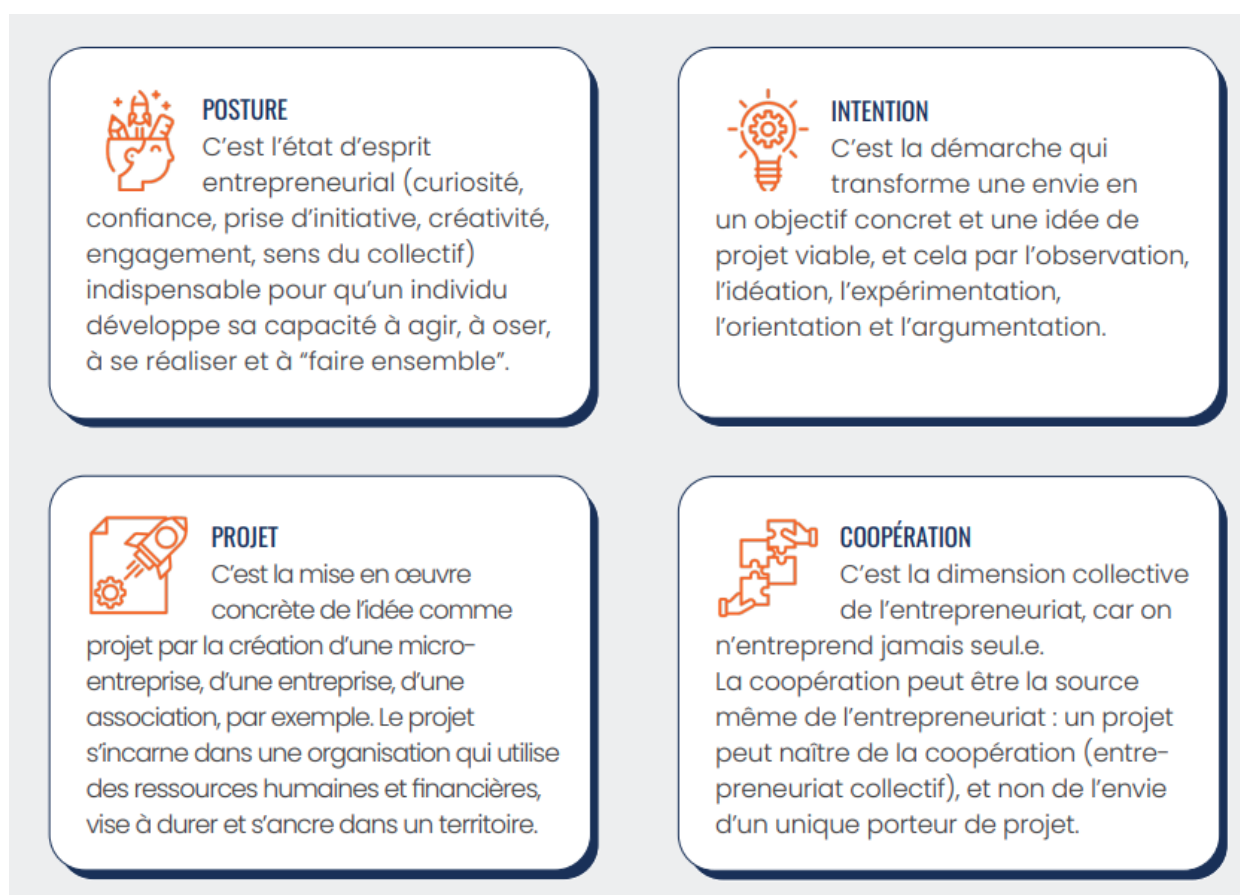 POSTURE
C’est l’état d’esprit
entrepreneurial (curiosité,
confiance, prise d’initiative, créativité,
engagement, sens du collectif)
indispensable pour qu’un individu
développe sa capacité à agir, à oser,
à se réaliser et à “faire ensemble”.
INTENTION
C’est la démarche qui
transforme une envie en
un objectif concret et une idée de
projet viable, et cela par l’observation,
l’idéation, l’expérimentation,
l’orientation et l’argumentation.
PROJET
C’est la mise en œuvre
concrète de l’idée comme
projet par la création d’une micro-
entreprise, d’une entreprise, d’une
association, par exemple. Le projet
s’incarne dans une organisation qui utilise
des ressources humaines et financières,
vise à durer et s’ancre dans un territoire.
COOPÉRATION
C’est la dimension collective
de l’entrepreneuriat, car on
n’entreprend jamais seul.e.
La coopération peut être la source
même de l’entrepreneuriat : un projet
peut naître de la coopération (entre-
preneuriat collectif), et non de l’envie
d’un unique porteur de projet.